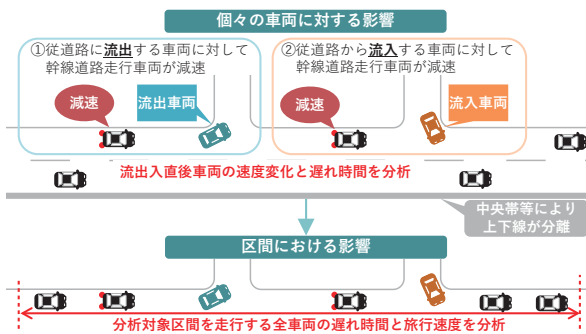 個々の車両に対する影響
①従道路に流出する車両に対して
幹線道路走行車両が減速
②従道路から流入する車両に対して
幹線道路走行車両が減速
減速
流出車両
減速
流入車両
流出入直後車両の速度変化と遅れ時間を分析
中央帯等により
上下線が分離
区間における影響
分析対象区間を走行する全車両の遅れ時間と旅行速度を分析